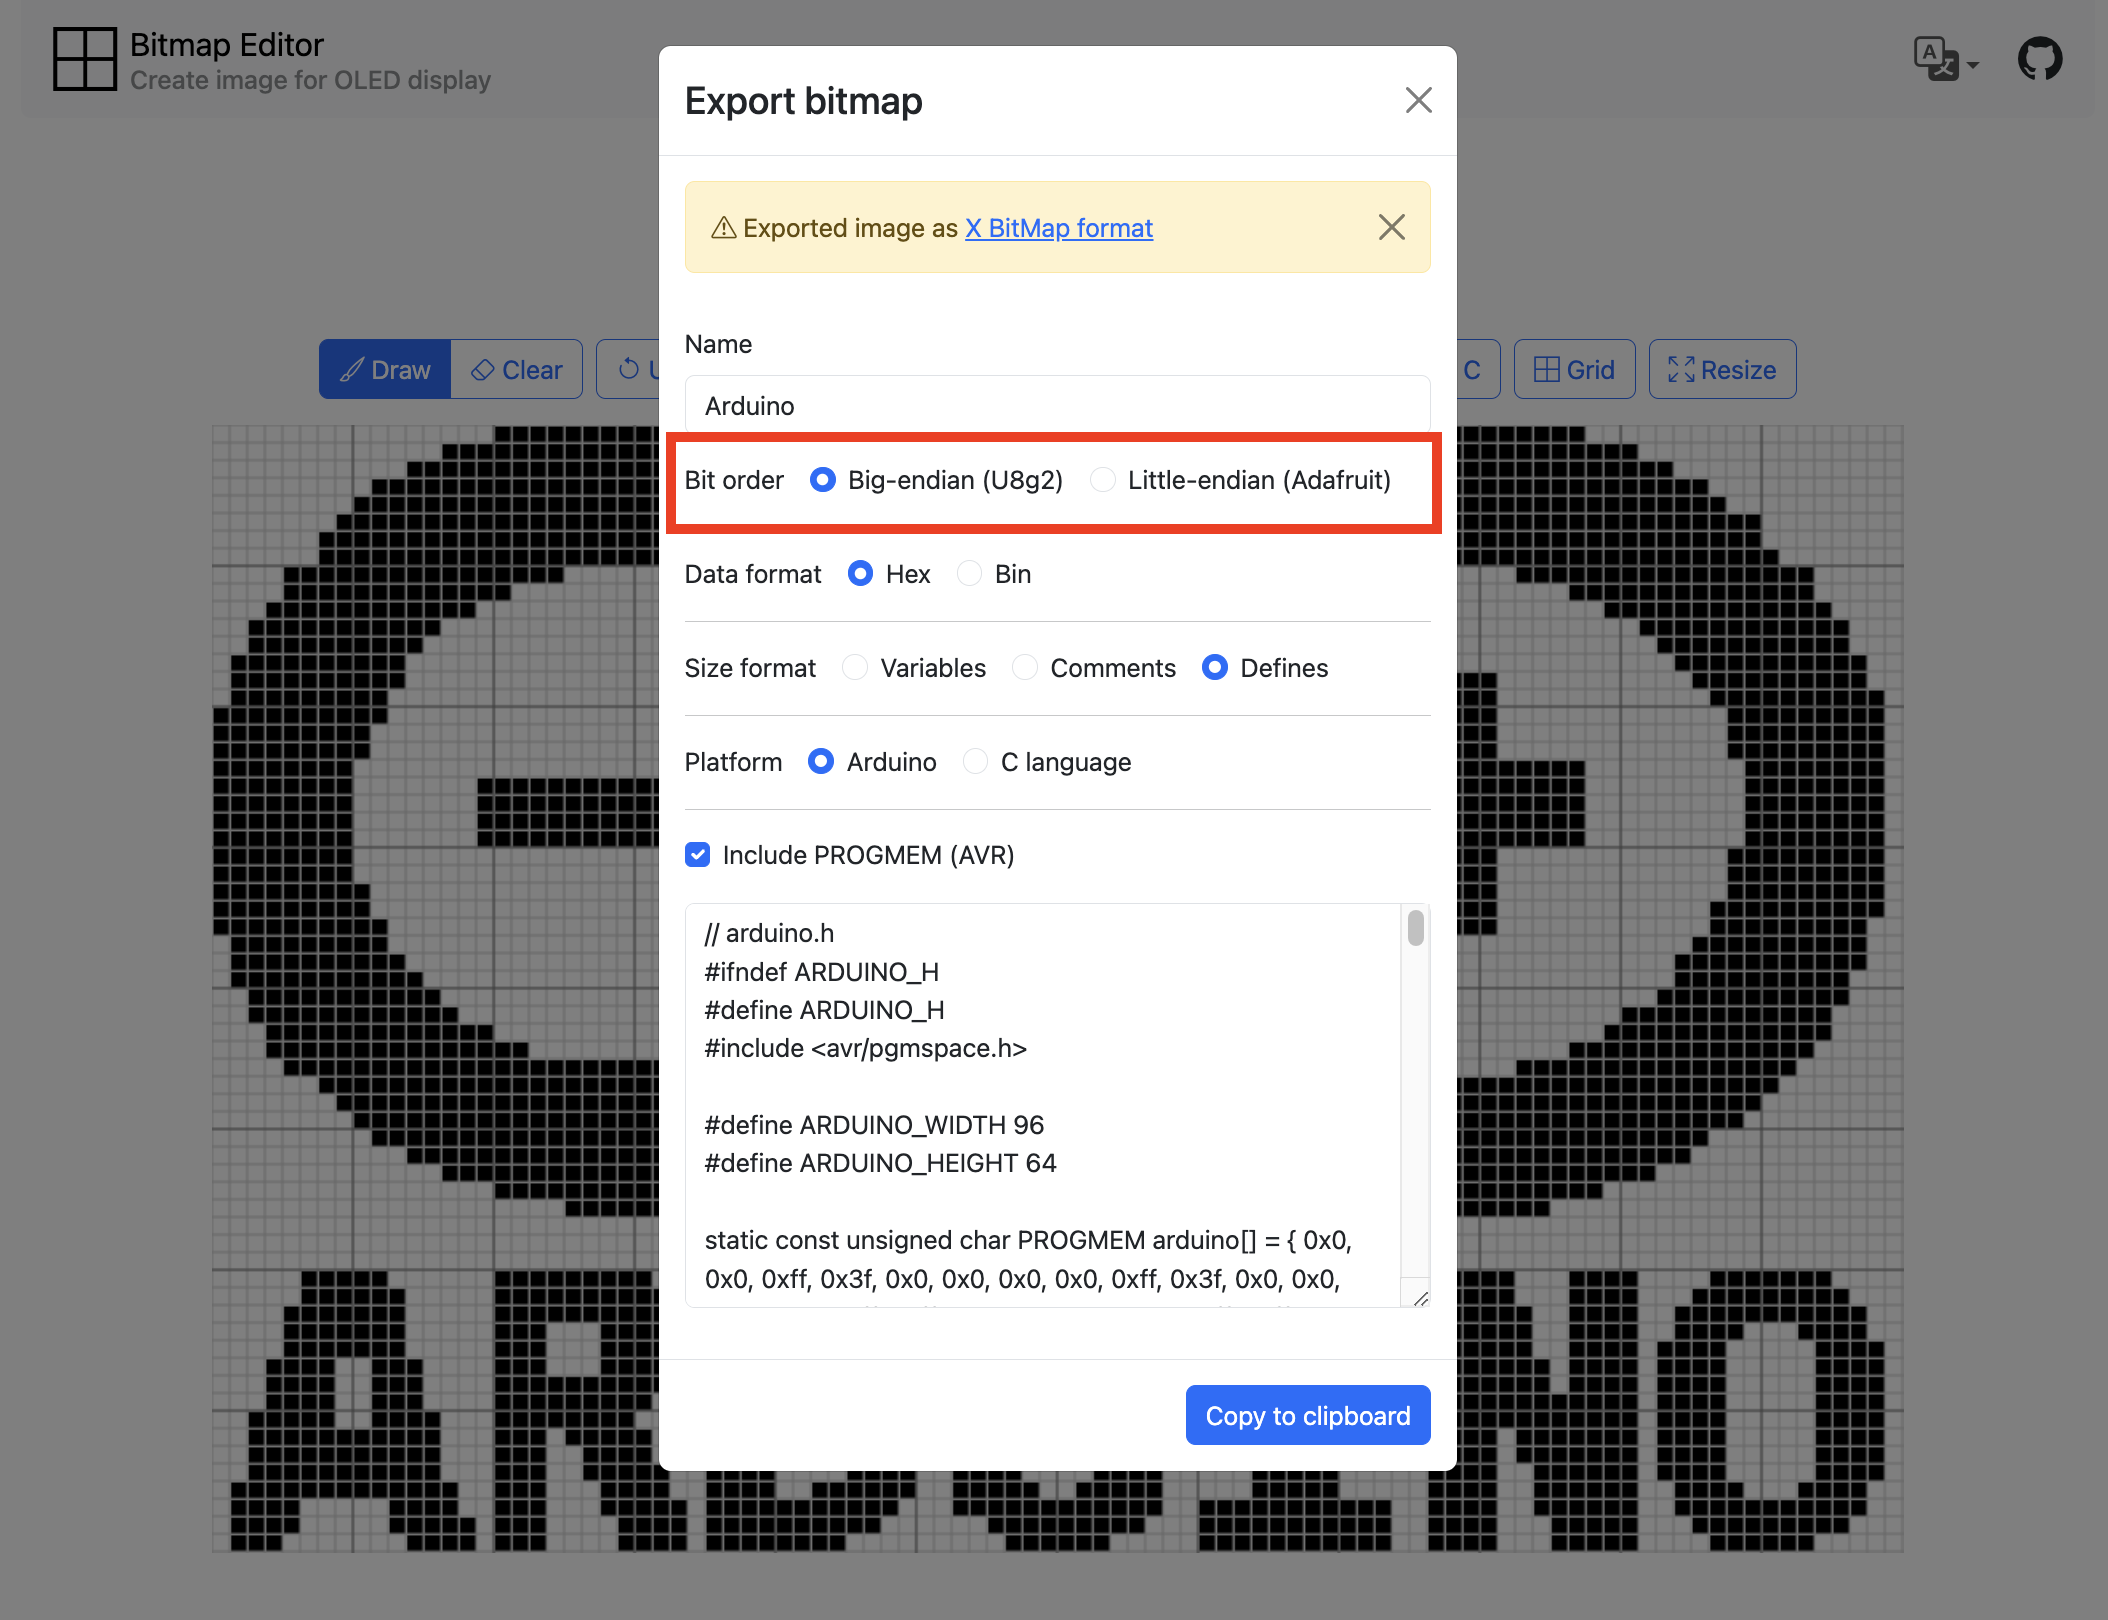 Bitmap Editor
Create image for OLED display
Export bitmap
Exported image as X BitMap format
Name
Draw
Clear
U
C
Grid
Resize
Arduino
Bit order Big-endian (U8g2) Little-endian (Adafruit)
Data format Hex Bin
Size format Variables Comments Defines
Platform Arduino C language
Include PROGMEM (AVR)
// arduino.h
#ifndef ARDUINO_H
#define ARDUINO_H
#include <avr/pgmspace.h>
#define ARDUINO_WIDTH 96
#define ARDUINO_HEIGHT 64
static const unsigned char PROGMEM arduino[] = { 0x0,
0x0, 0xff, 0x3f, 0x0, 0x0, 0x0, 0x0, 0xff, 0x3f, 0x0, 0x0,
Copy to clipboard